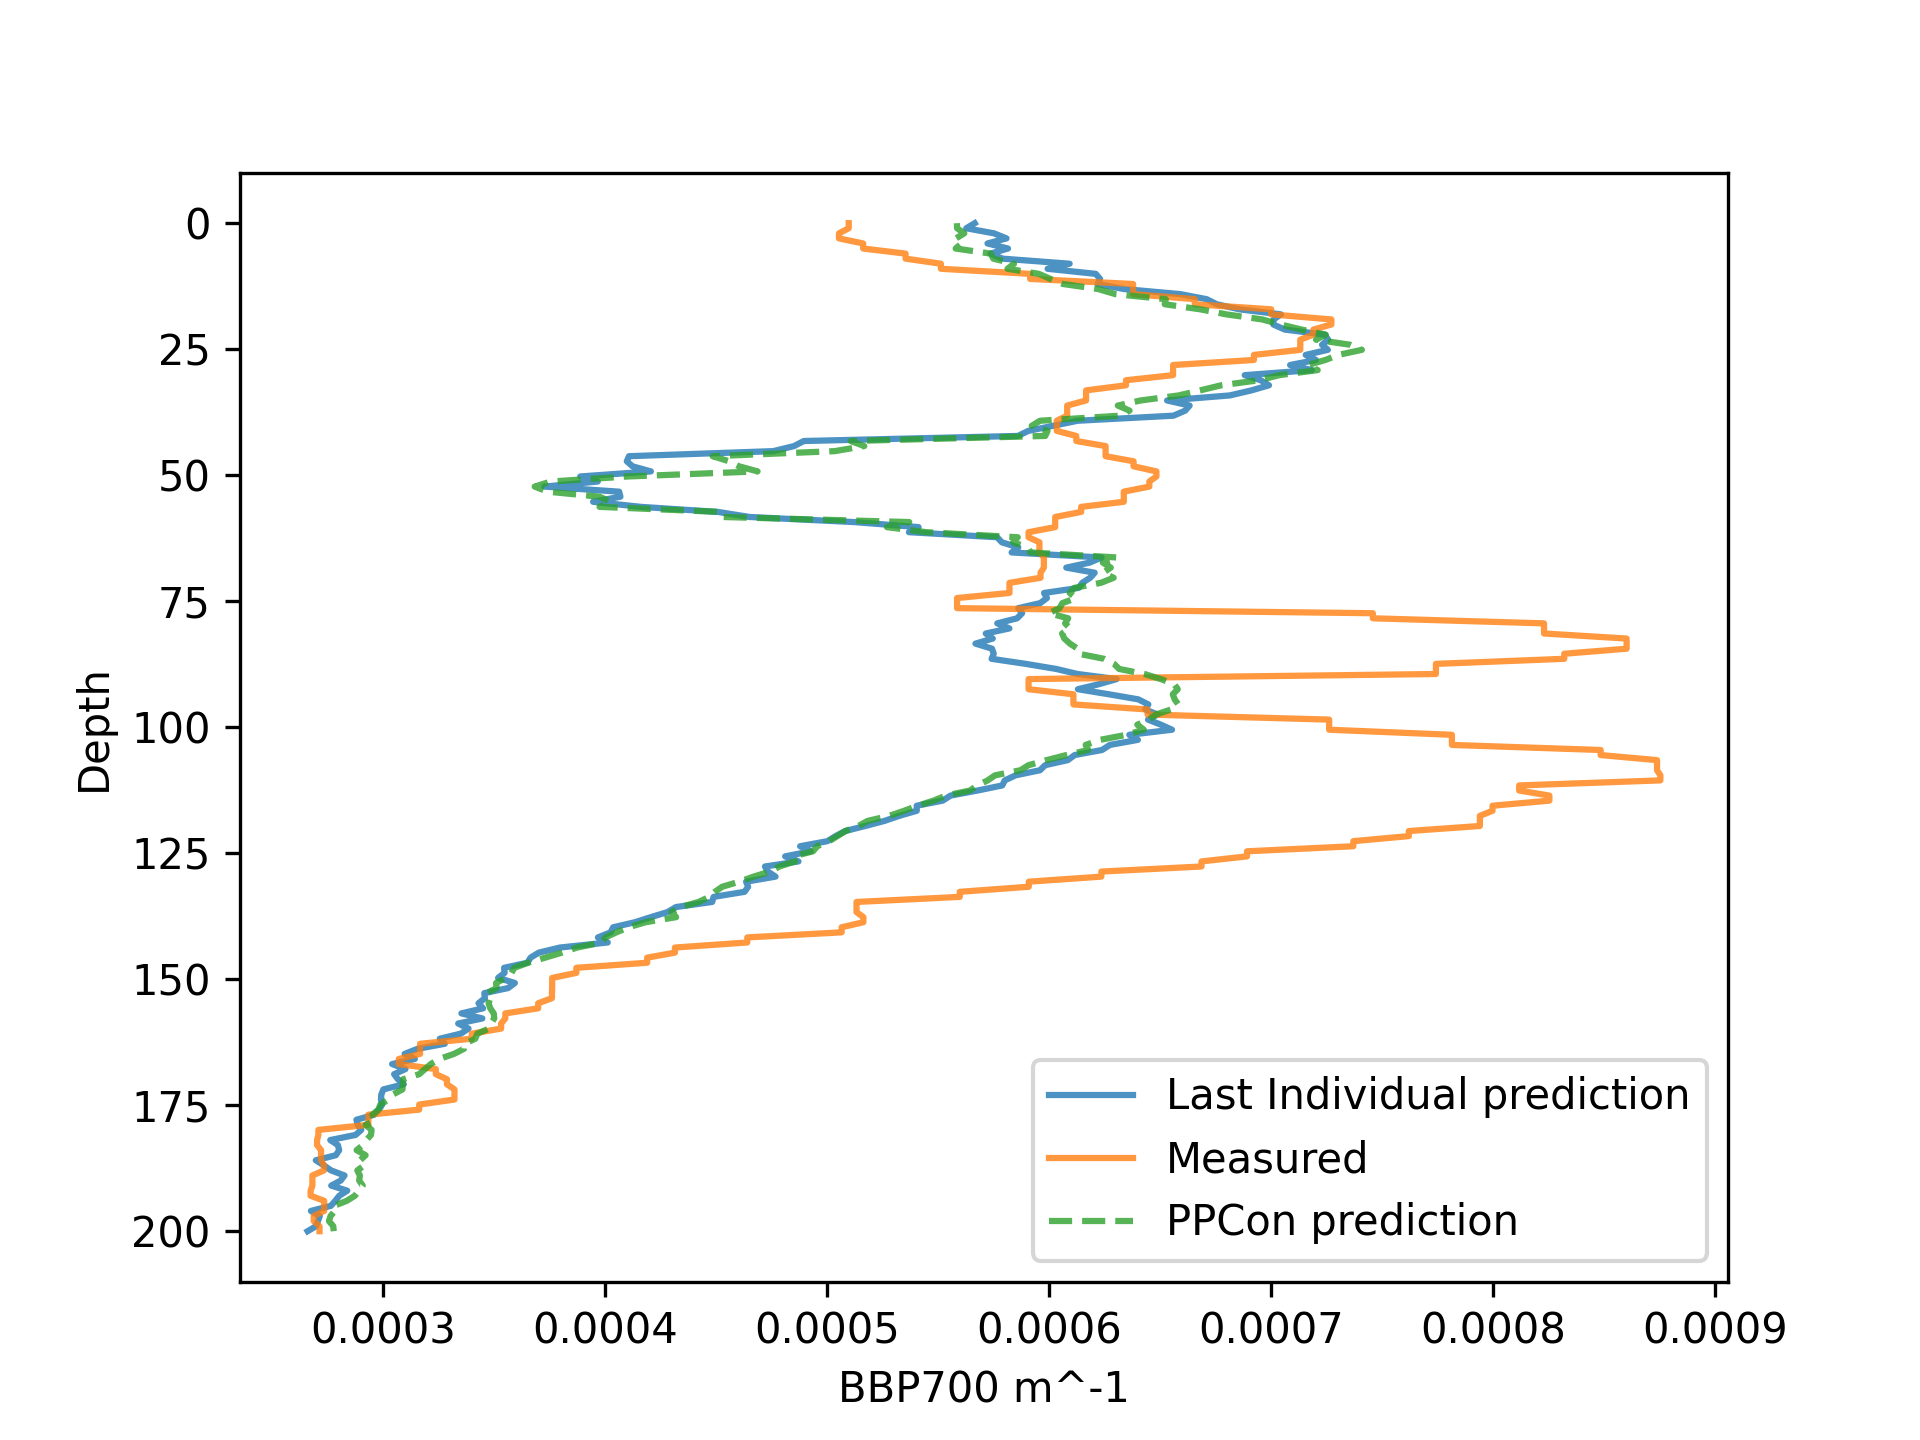 0
25
50
75
100
125
150
175
200
Depth
0.0003 0.0004 0.0005 0.0006 0.0007 0.0008 0.0009
BBP700 m^-1
Last Individual prediction
Measured
PPCon prediction